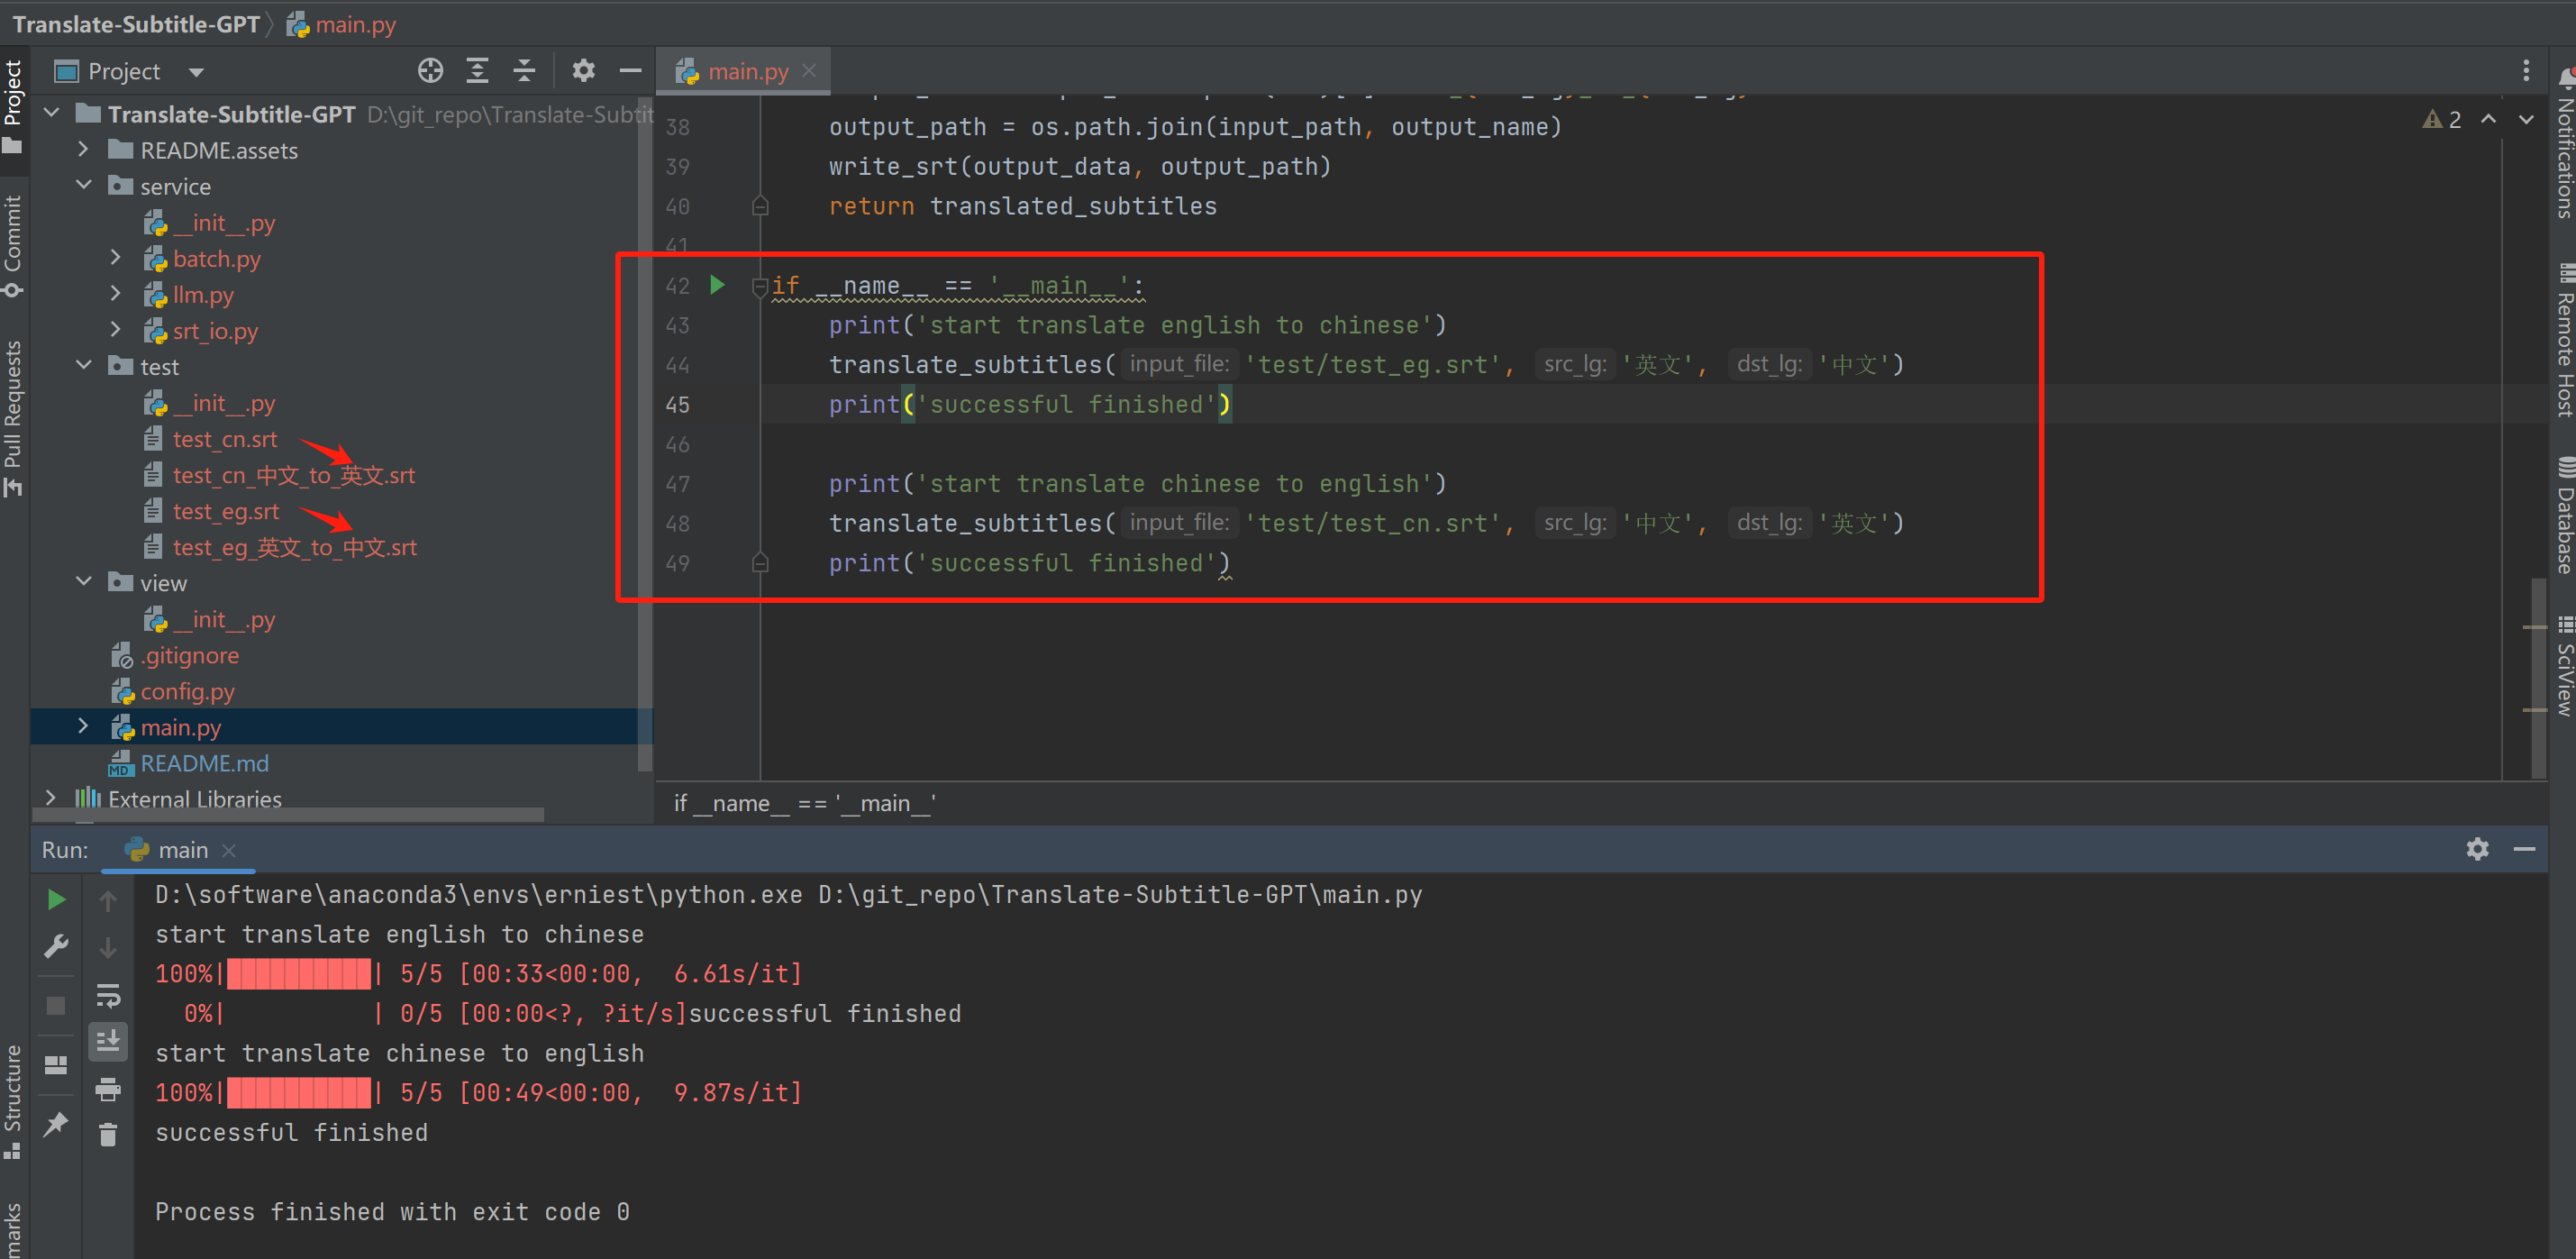 Translate-Subtitle-GPT
main.py
Project
main.py
Translate-Subtitle-GPT D:\git_repo\Translate-Subtit
README.assets
service
__init__.py
batch.py
llm.py
srt_io.py
test
__init__.py
test_cn.srt
test_cn_中文_to_英文.srt
test_eg.srt
test_eg_英文_to_中文.srt
view
__init__.py
.gitignore
config.py
main.py
README.md
External Libraries
Project
Commit
Pull Requests
Structure
marks
38 output_path = os.path.join(input_path, output_name)
39 write_srt(output_data, output_path)
40 return translated_subtitles
41
42 if __name__ == '__main__':
43 print('start translate english to chinese')
44 translate_subtitles( input_file: 'test/test_eg.srt', src_lg: '英文', dst_lg: '中文')
45 print('successful finished')
46
47 print('start translate chinese to english')
48 translate_subtitles( input_file: 'test/test_cn.srt', src_lg: '中文', dst_lg: '英文')
49 print('successful finished')
2
if __name__ == '__main__'
Notifications
Remote Host
Database
SciView
Run: main
D:\software\anaconda3\envs\erniest\python.exe D:\git_repo\Translate-Subtitle-GPT\main.py
start translate english to chinese
100%|██████████| 5/5 [00:33<00:00,  6.61s/it]
0%|          | 0/5 [00:00<?, ?it/s]successful finished
start translate chinese to english
100%|██████████| 5/5 [00:49<00:00,  9.87s/it]
successful finished
Process finished with exit code 0